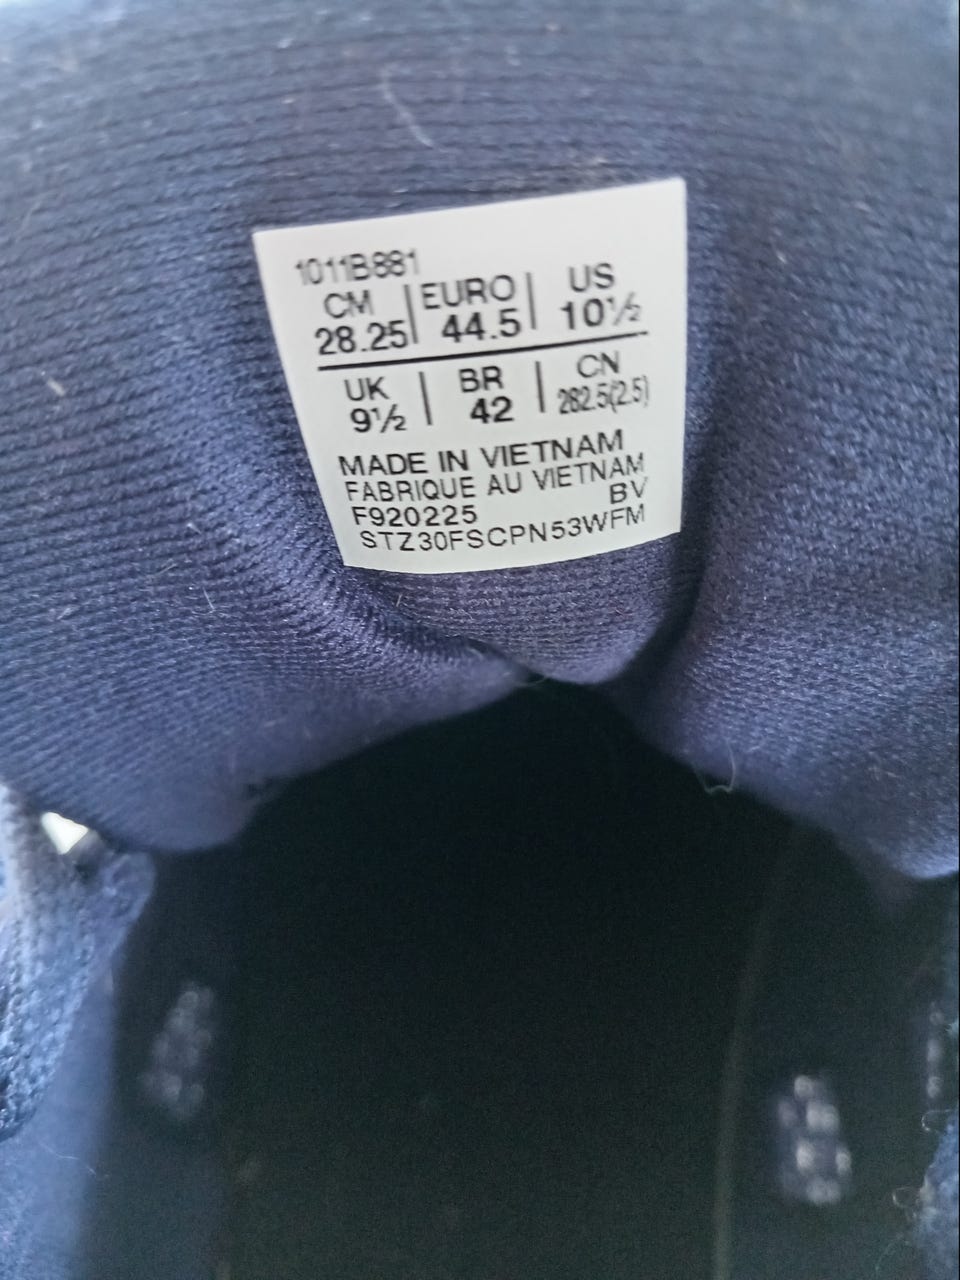 1011B881
CM | EURO | US
28.25 | 44.5 | 10½
UK | BR | CN
9½ | 42 | 282.5(2.5)
MADE IN VIETNAM
FABRIQUE AU VIETNAM
F920225 BV
STZ30FSCPN53WFM